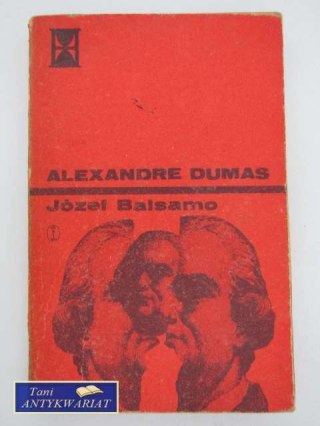 ALEXANDRE DUMAS
Józef Balsamo
Tani
ANTYKWARIAT